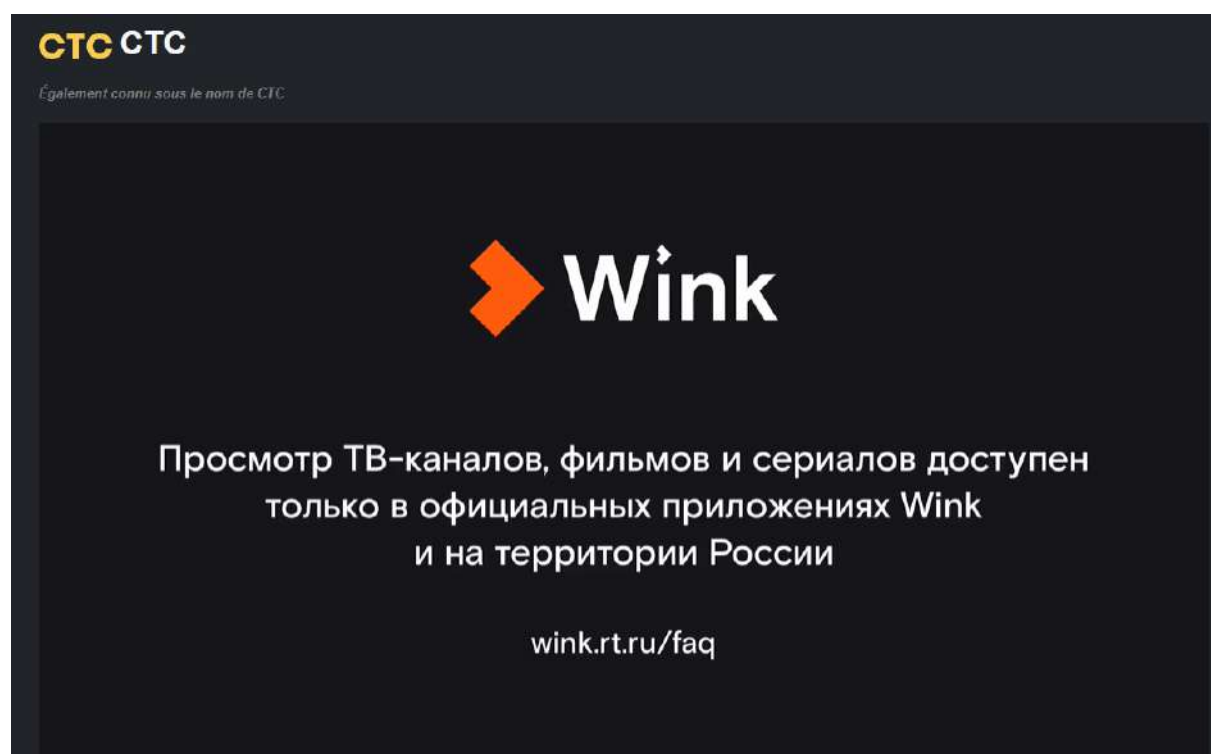 СТС СТС
Également connu sous le nom de СТС
Wink
Просмотр ТВ-каналов, фильмов и сериалов доступен
только в официальных приложениях Wink
и на территории России
wink.rt.ru/faq